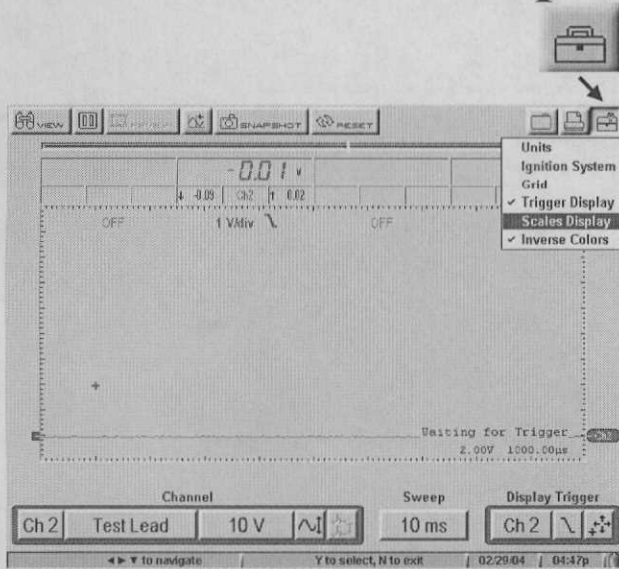 VIEW SNAPSHOT RESET
Units
Ignition System
Grid
✓ Trigger Display
Scales Display
✓ Inverse Colors
- 0.01 v
↓ -0.09 Ch2 ↑ 0.02
OFF 1 V/div OFF
Waiting for Trigger
2.00V 1000.00µs
Channel Sweep Display Trigger
Ch 2 Test Lead 10 V 10 ms Ch 2
◄ ► ▼ to navigate Y to select, N to exit 02/29/04 04:47p